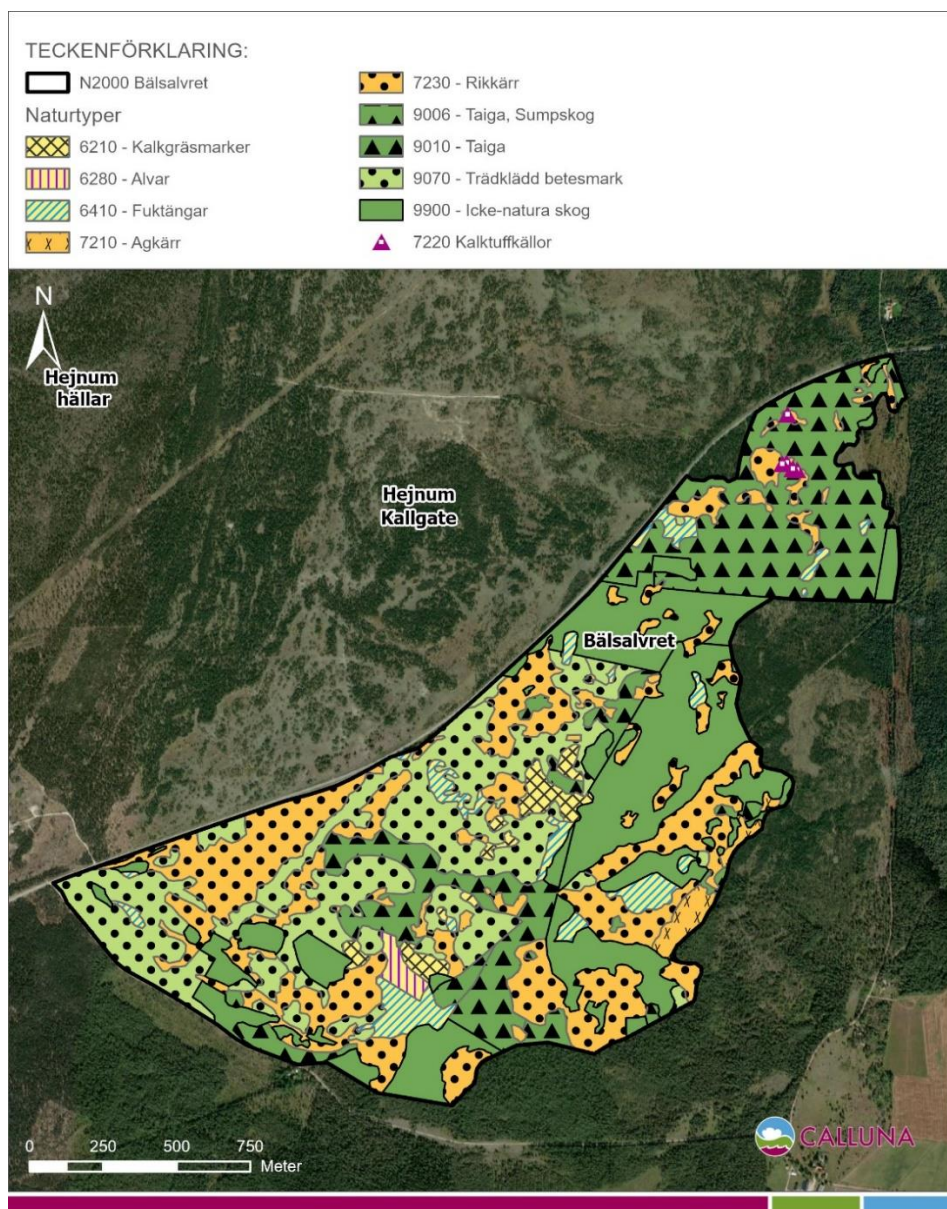 TECKENFÖRKLARING:
N2000 Bälsalvret
Naturtyper
6210 - Kalkgräsmarker
6280 - Alvar
6410 - Fuktängar
7210 - Agkärr
7230 - Rikkärr
9006 - Taiga, Sumpskog
9010 - Taiga
9070 - Trädklädd betesmark
9900 - Icke-natura skog
7220 Kalktuffkällor
N
Hejnum
hällar
Hejnum
Kallgate
Bälsalvret
0 250 500 750
Meter
CALLUNA